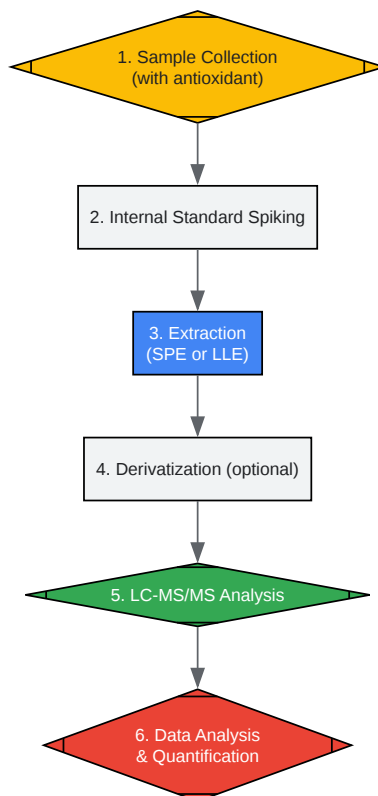 1. Sample Collection
(with antioxidant)
2. Internal Standard Spiking
3. Extraction
(SPE or LLE)
4. Derivatization (optional)
5. LC-MS/MS Analysis
6. Data Analysis
& Quantification